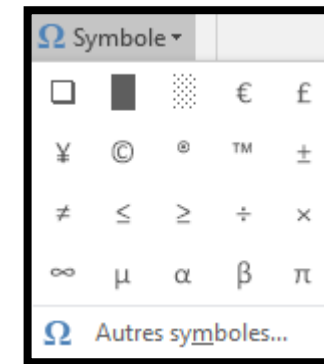 Ω Symbole
❑ █ ░ € £
¥ © ® ™ ±
≠ ≤ ≥ ÷ ×
∞ µ α β π
Ω Autres symboles...